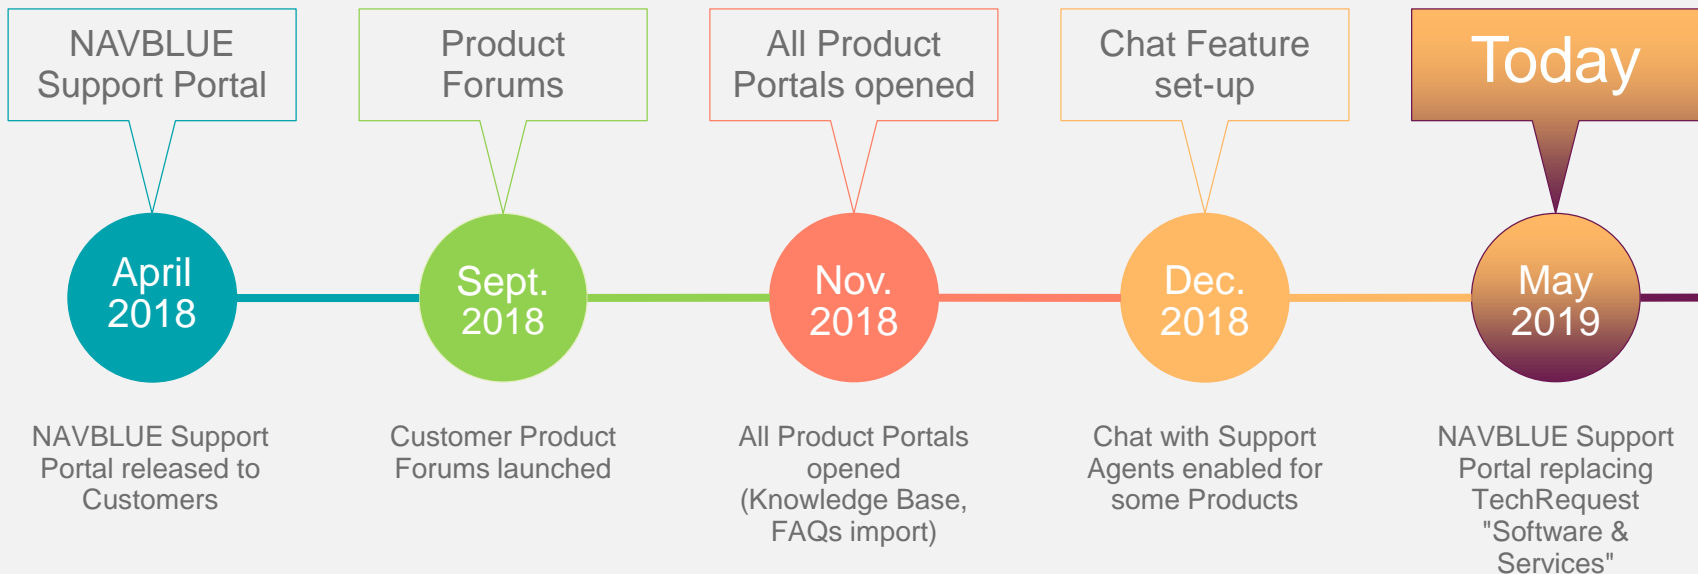 NAVBLUE
Support Portal
Product
Forums
All Product
Portals opened
Chat Feature
set-up
Today
April
2018
Sept.
2018
Nov.
2018
Dec.
2018
May
2019
NAVBLUE Support
Portal released to
Customers
Customer Product
Forums launched
All Product Portals
opened
(Knowledge Base,
FAQs import)
Chat with Support
Agents enabled for
some Products
NAVBLUE Support
Portal replacing
TechRequest
"Software &
Services"